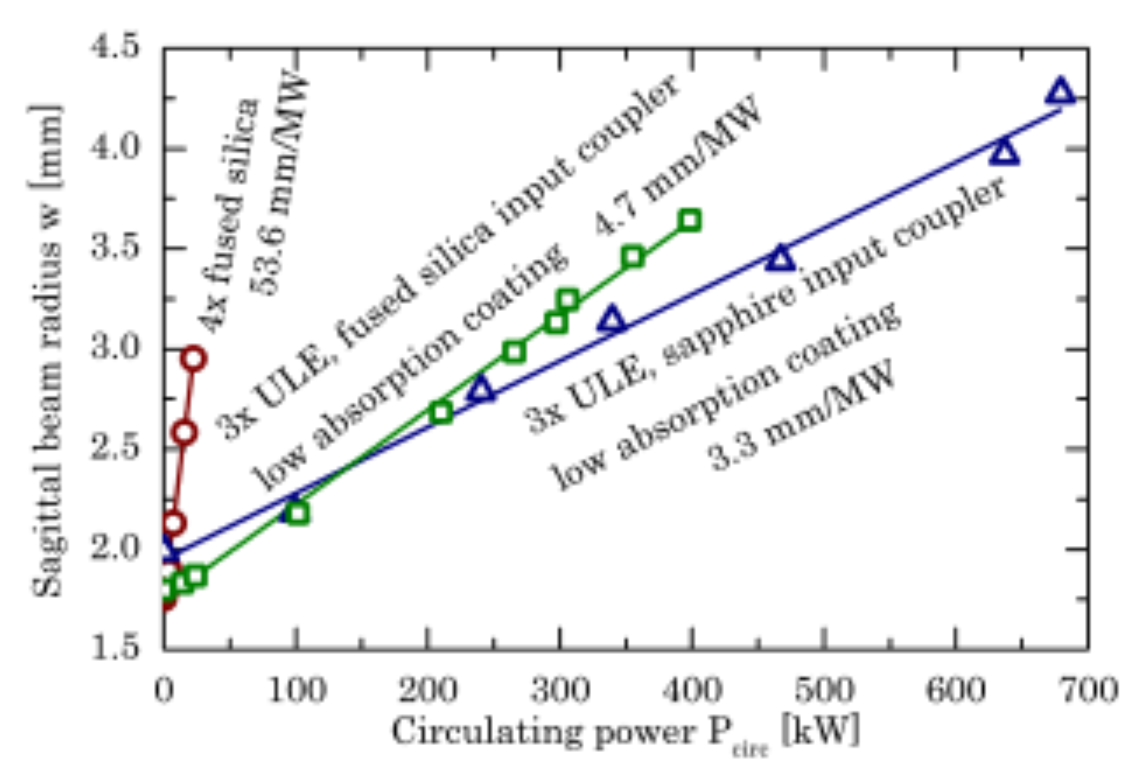 4.5
4.0
3.5
3.0
2.5
2.0
1.5
Sagittal beam radius w [mm]
4x fused silica
53.6 mm/MW
3x ULE, fused silica input coupler
low absorption coating 4.7 mm/MW
3x ULE, sapphire input coupler
low absorption coating
3.3 mm/MW
0 100 200 300 400 500 600 700
Circulating power P_circ [kW]